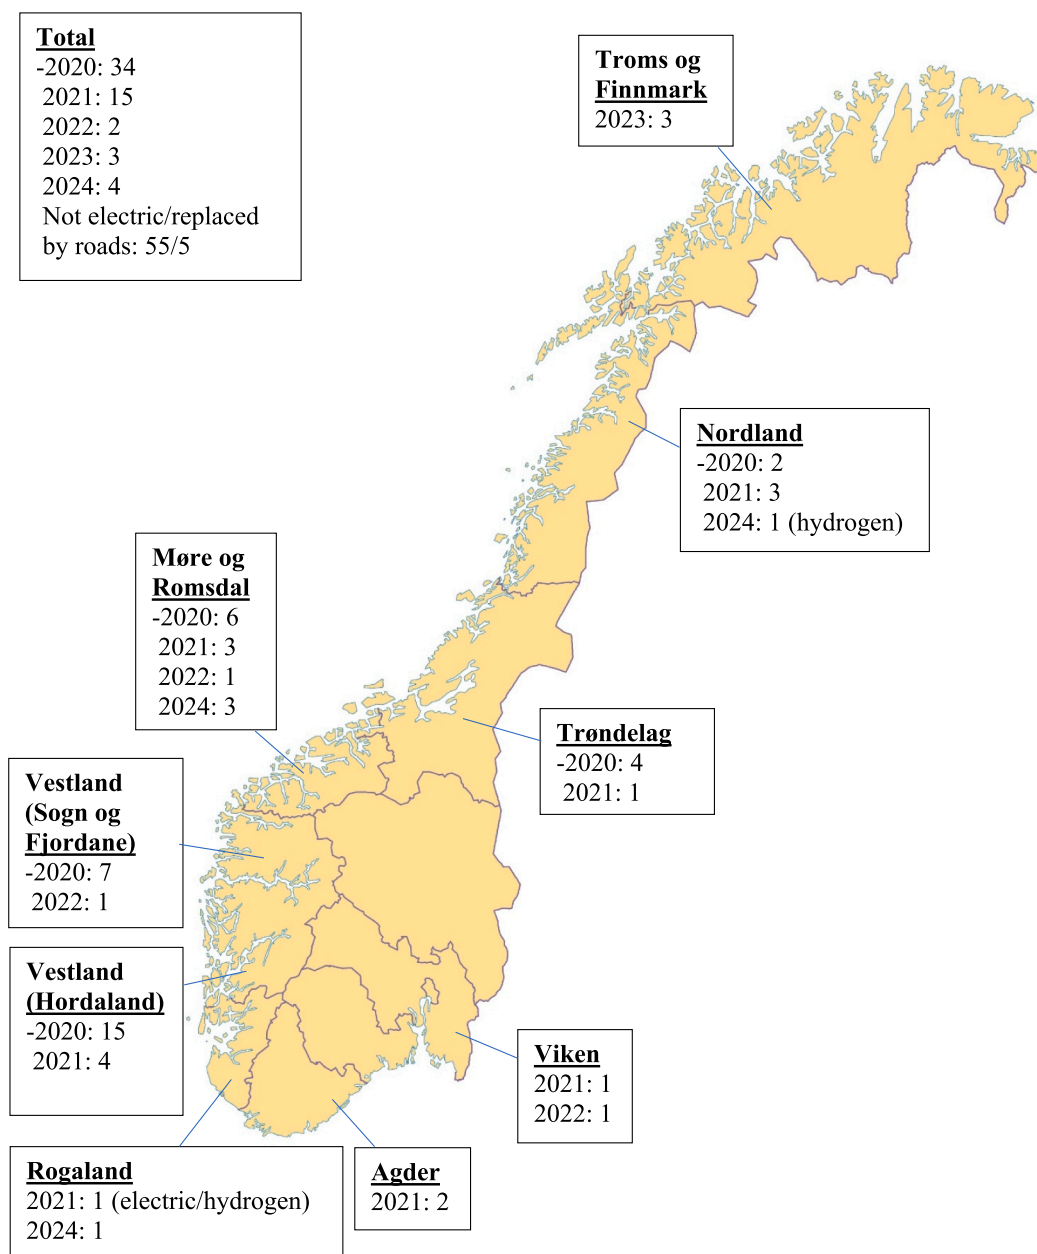 Total
-2020: 34
2021: 15
2022: 2
2023: 3
2024: 4
Not electric/replaced
by roads: 55/5
Troms og
Finnmark
2023: 3
Nordland
-2020: 2
2021: 3
2024: 1 (hydrogen)
Møre og
Romsdal
-2020: 6
2021: 3
2022: 1
2024: 3
Trøndelag
-2020: 4
2021: 1
Vestland
(Sogn og
Fjordane)
-2020: 7
2022: 1
Vestland
(Hordaland)
-2020: 15
2021: 4
Viken
2021: 1
2022: 1
Rogaland
2021: 1 (electric/hydrogen)
2024: 1
Agder
2021: 2